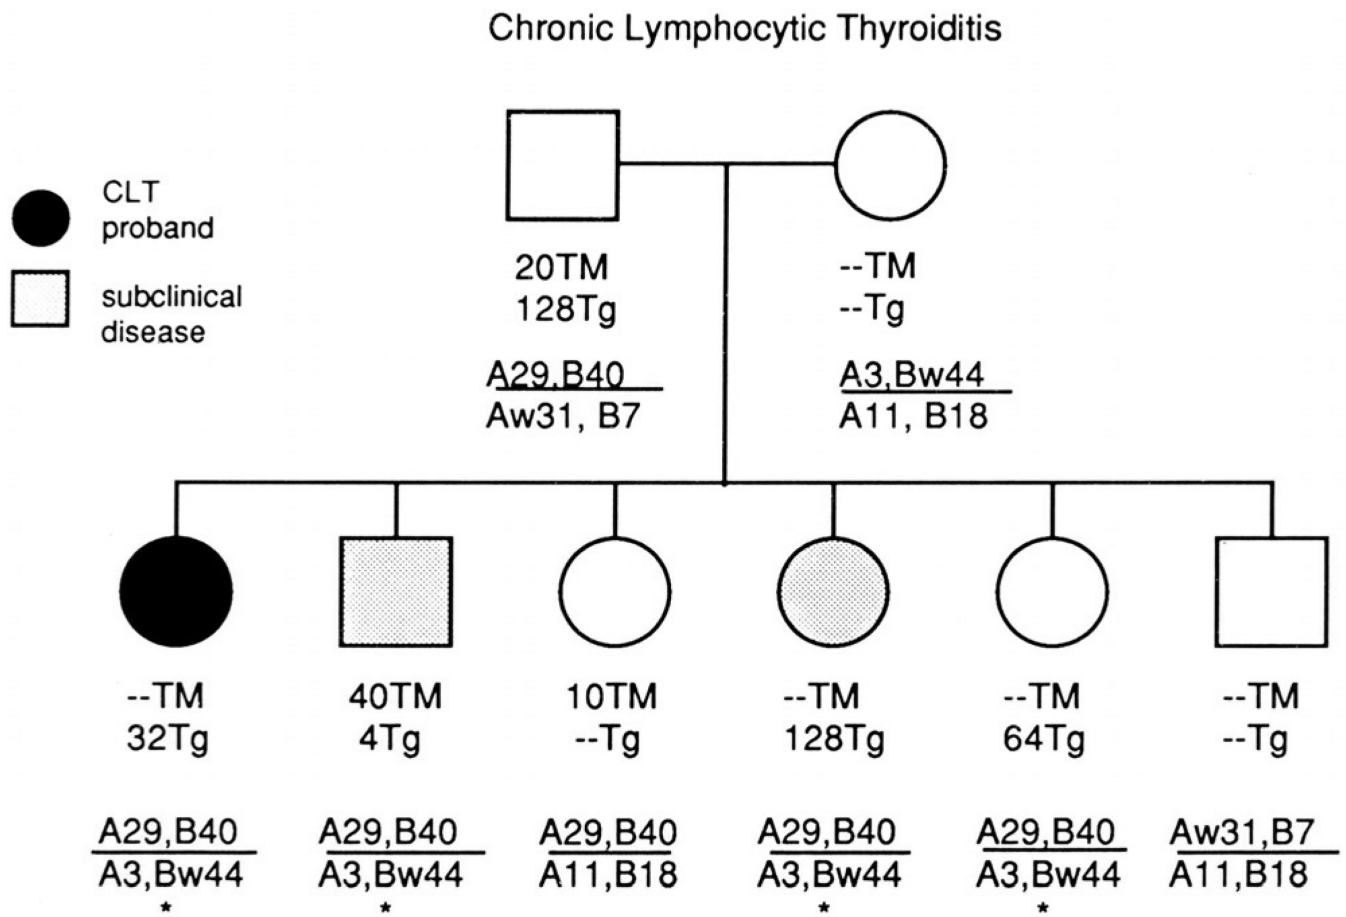 Chronic Lymphocytic Thyroiditis
CLT
proband
subclinical
disease
20TM
128Tg
A29,B40
Aw31, B7
--TM
--Tg
A3,Bw44
A11, B18
--TM
32Tg
A29,B40
A3,Bw44
*
40TM
4Tg
A29,B40
A3,Bw44
*
10TM
--Tg
A29,B40
A11,B18
--TM
128Tg
A29,B40
A3,Bw44
*
--TM
64Tg
A29,B40
A3,Bw44
*
--TM
--Tg
Aw31,B7
A11,B18